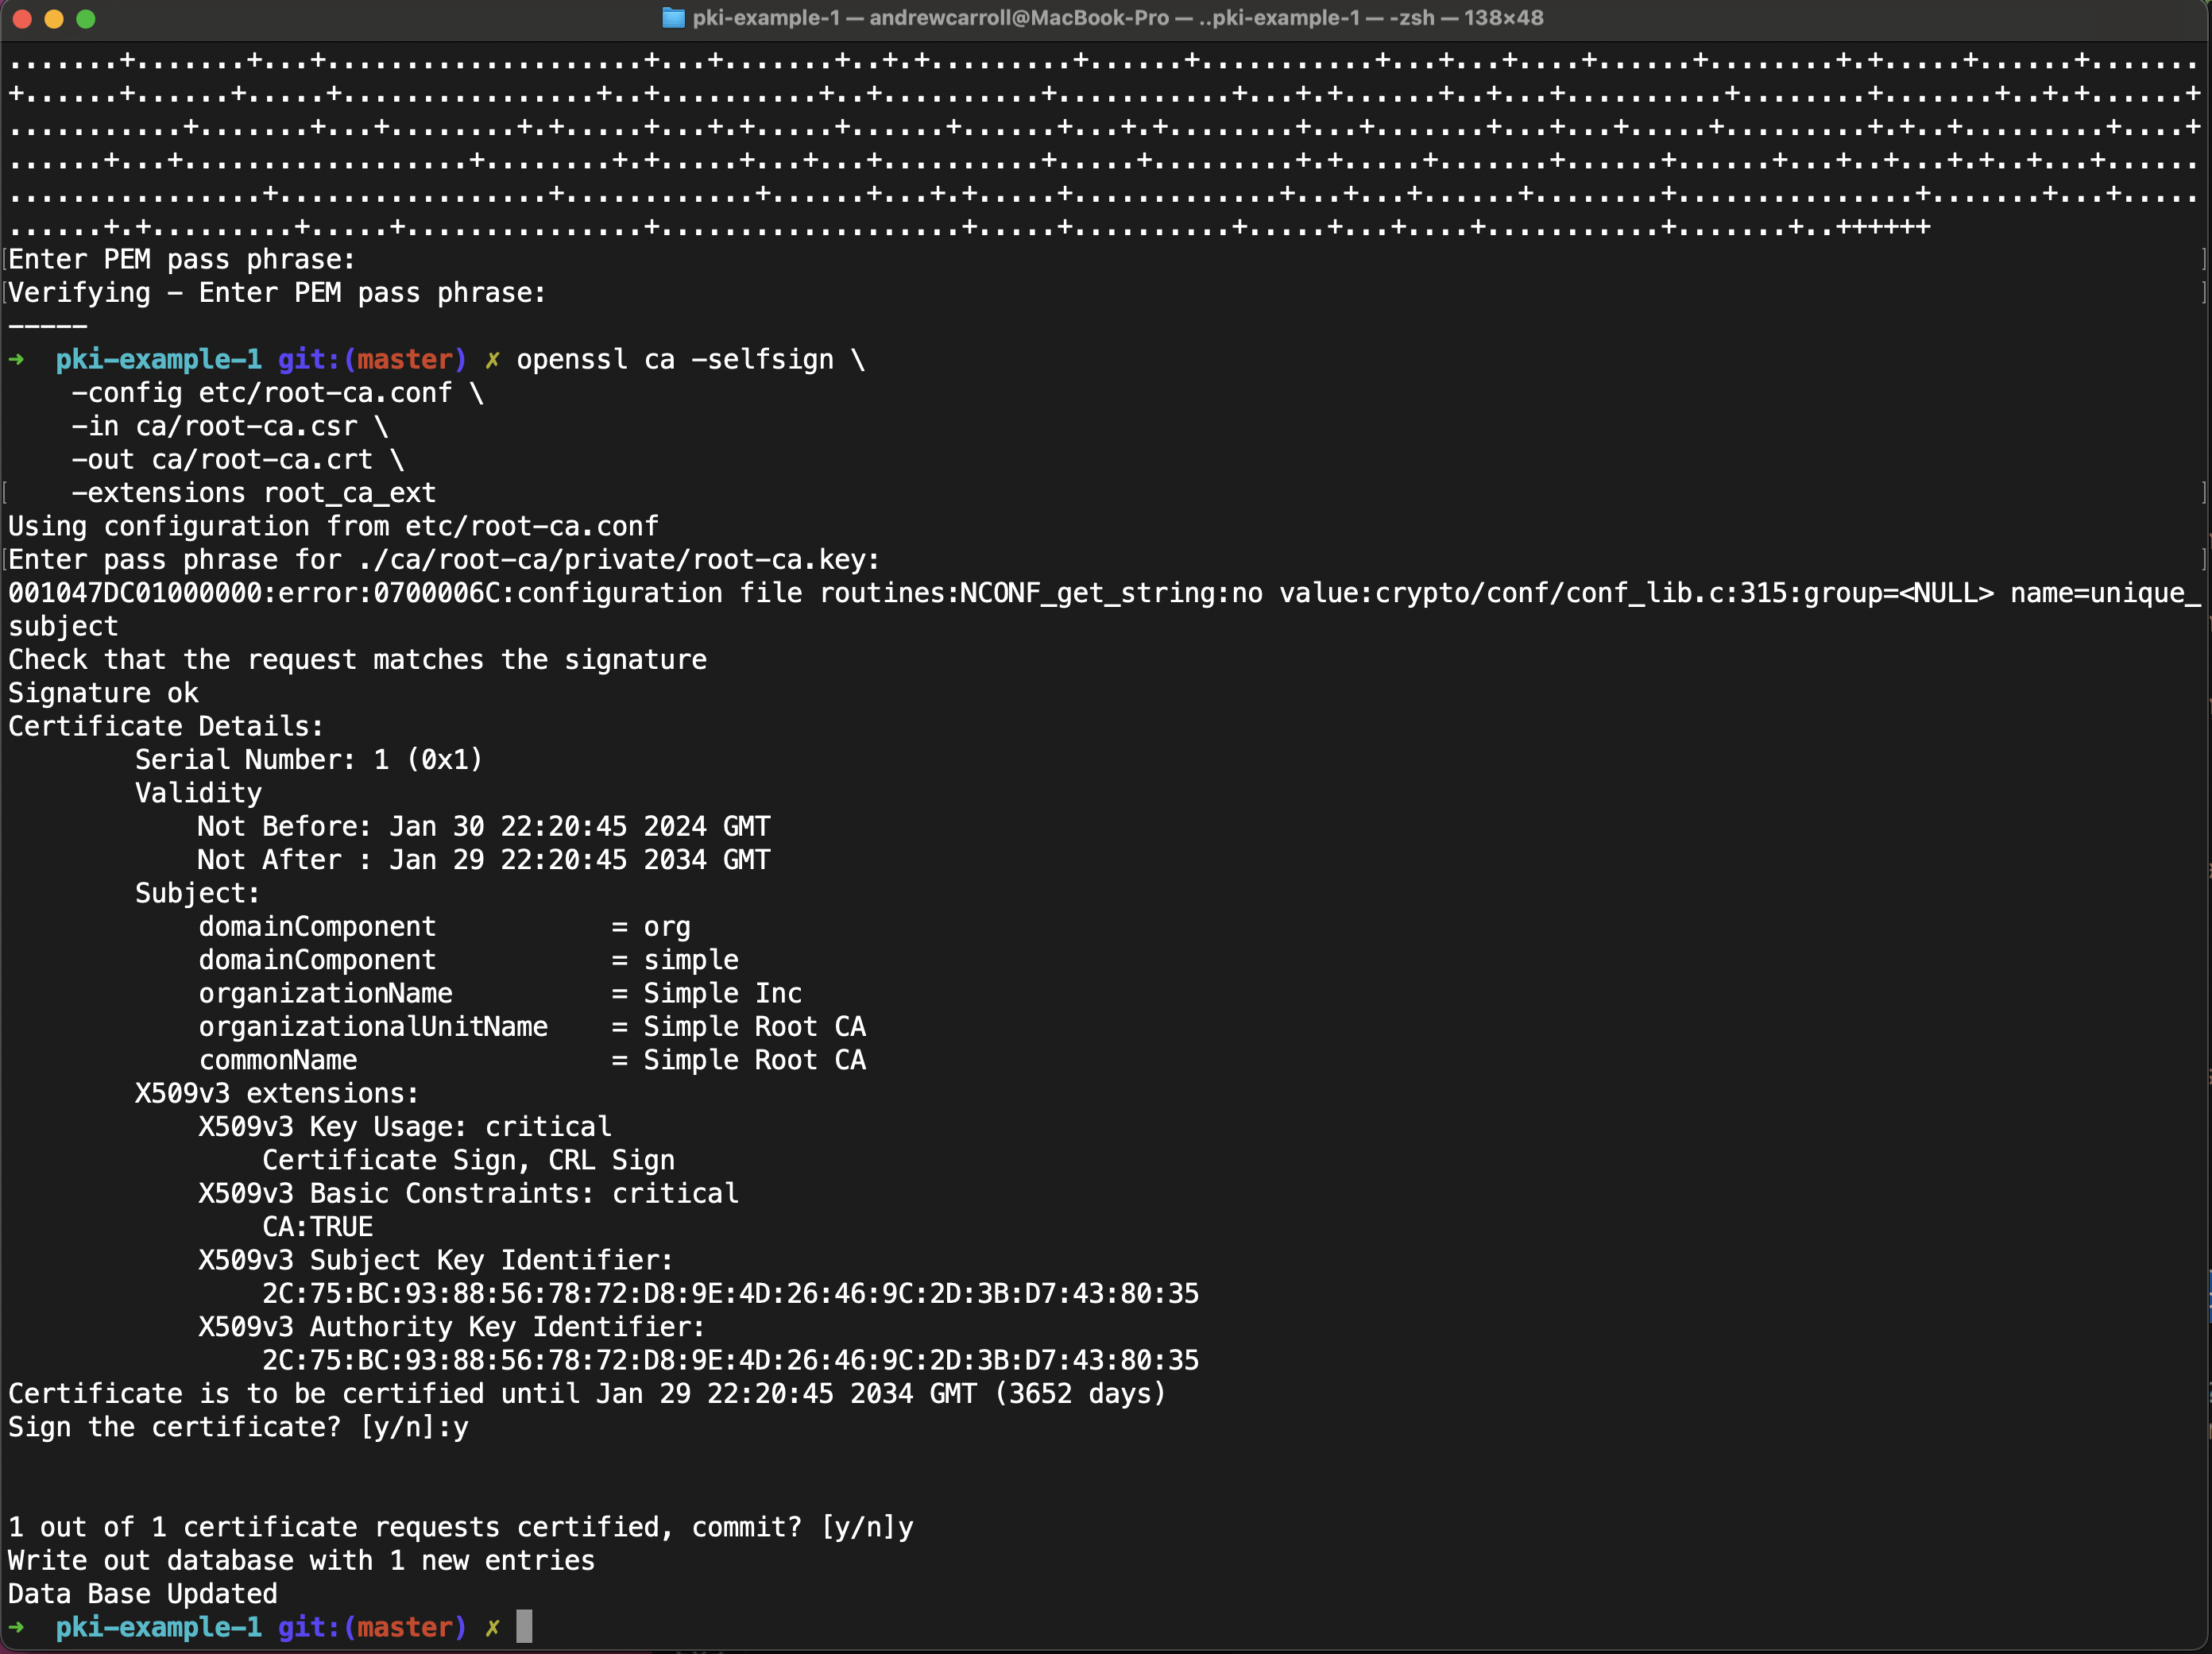 pki-example-1 — andrewcarroll@MacBook-Pro — ..pki-example-1 — -zsh — 138×48
Enter PEM pass phrase:
Verifying - Enter PEM pass phrase:
-----
➜  pki-example-1 git:(master) ✗ openssl ca -selfsign \
    -config etc/root-ca.conf \
    -in ca/root-ca.csr \
    -out ca/root-ca.crt \
    -extensions root_ca_ext
Using configuration from etc/root-ca.conf
Enter pass phrase for ./ca/root-ca/private/root-ca.key:
001047DC01000000:error:0700006C:configuration file routines:NCONF_get_string:no value:crypto/conf/conf_lib.c:315:group=<NULL> name=unique_
subject
Check that the request matches the signature
Signature ok
Certificate Details:
        Serial Number: 1 (0x1)
        Validity
            Not Before: Jan 30 22:20:45 2024 GMT
            Not After : Jan 29 22:20:45 2034 GMT
        Subject:
            domainComponent           = org
            domainComponent           = simple
            organizationName          = Simple Inc
            organizationalUnitName    = Simple Root CA
            commonName                = Simple Root CA
        X509v3 extensions:
            X509v3 Key Usage: critical
                Certificate Sign, CRL Sign
            X509v3 Basic Constraints: critical
                CA:TRUE
            X509v3 Subject Key Identifier:
                2C:75:BC:93:88:56:78:72:D8:9E:4D:26:46:9C:2D:3B:D7:43:80:35
            X509v3 Authority Key Identifier:
                2C:75:BC:93:88:56:78:72:D8:9E:4D:26:46:9C:2D:3B:D7:43:80:35
Certificate is to be certified until Jan 29 22:20:45 2034 GMT (3652 days)
Sign the certificate? [y/n]:y
1 out of 1 certificate requests certified, commit? [y/n]y
Write out database with 1 new entries
Data Base Updated
➜  pki-example-1 git:(master) ✗